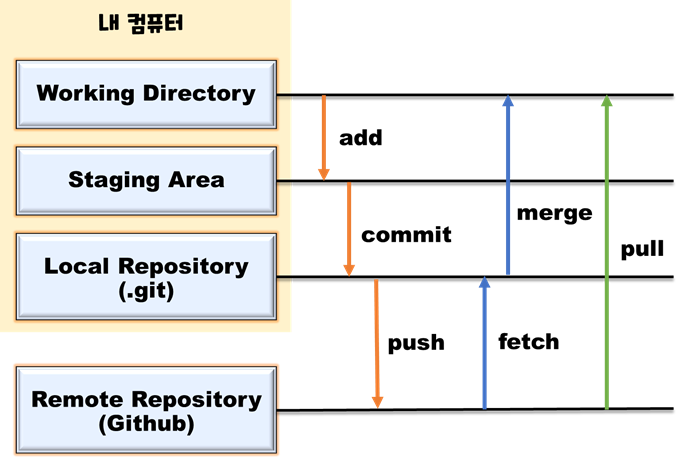 내 컴퓨터
Working Directory
add
Staging Area
merge
commit
pull
Local Repository
(.git)
push
fetch
Remote Repository
(Github)